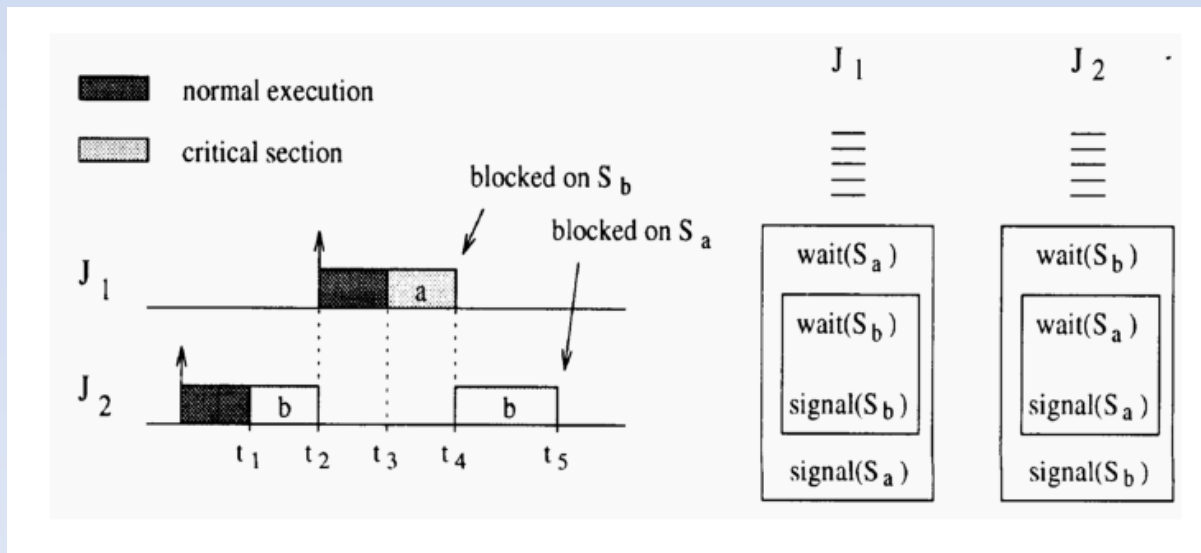 normal execution
critical section
blocked on S b
blocked on S a
J 1
a
J 2
b
b
t 1 t 2 t 3 t 4 t 5
J 1
wait(S a )
wait(S b )
signal(S b )
signal(S a )
J 2
wait(S b )
wait(S a )
signal(S a )
signal(S b )